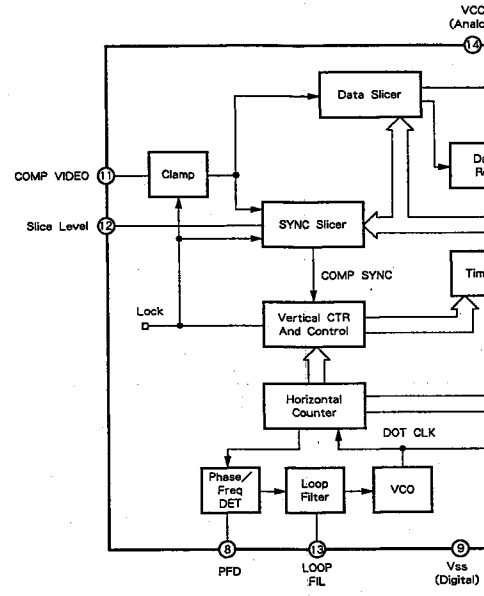 VCC
(Analo
14
Data Slicer
Da
R
COMP VIDEO
11
Clamp
Slice Level
12
SYNC Slicer
COMP SYNC
Tim
Lock
Vertical CTR
And Control
Horizontal
Counter
DOT CLK
Phase/
Freq
DET
Loop
Filter
VCO
8
13
9
PFD
LOOP
FIL
Vss
(Digital)